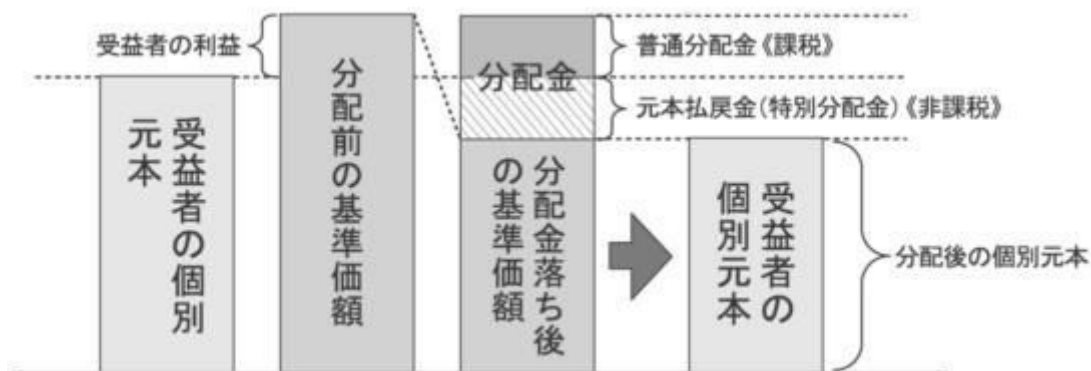 受益者の利益
受益者の個別
元本
分配前の基準価額
分配金
分配金落ち後
の基準価額
普通分配金《課税》
元本払戻金(特別分配金)《非課税》
受益者の
個別元本
分配後の個別元本